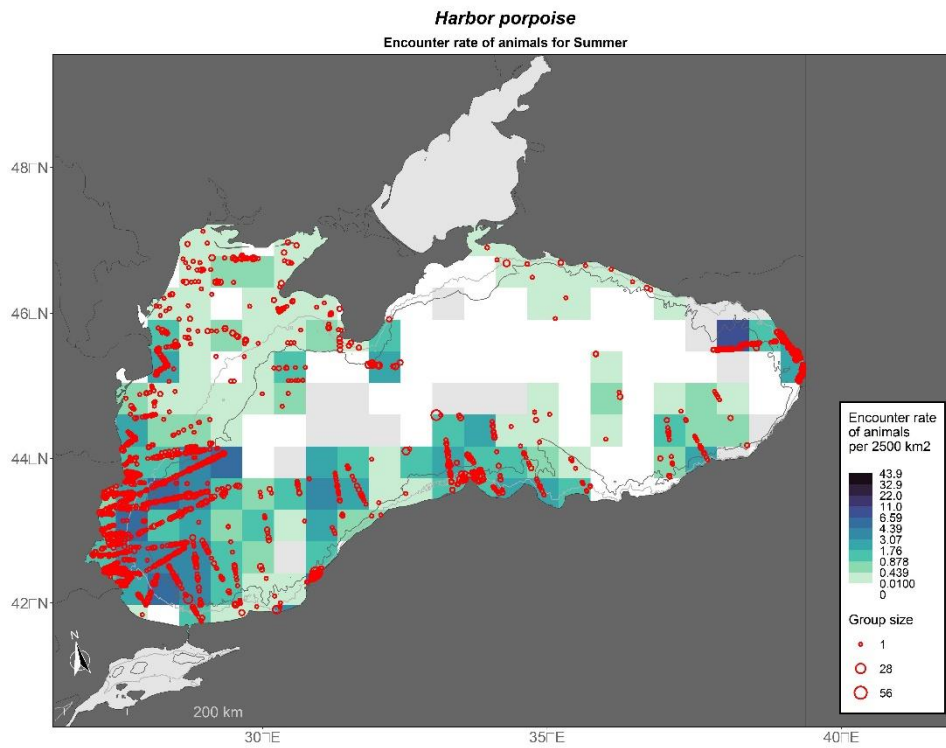 Harbor porpoise
Encounter rate of animals for Summer
48□N
46□N
44□N
42□N
N
200 km
30□E
35□E
40□E
Encounter rate
of animals
per 2500 km2
43.9
32.9
22.0
11.0
6.59
4.39
3.07
1.76
0.878
0.439
0.0100
0
Group size
1
28
56